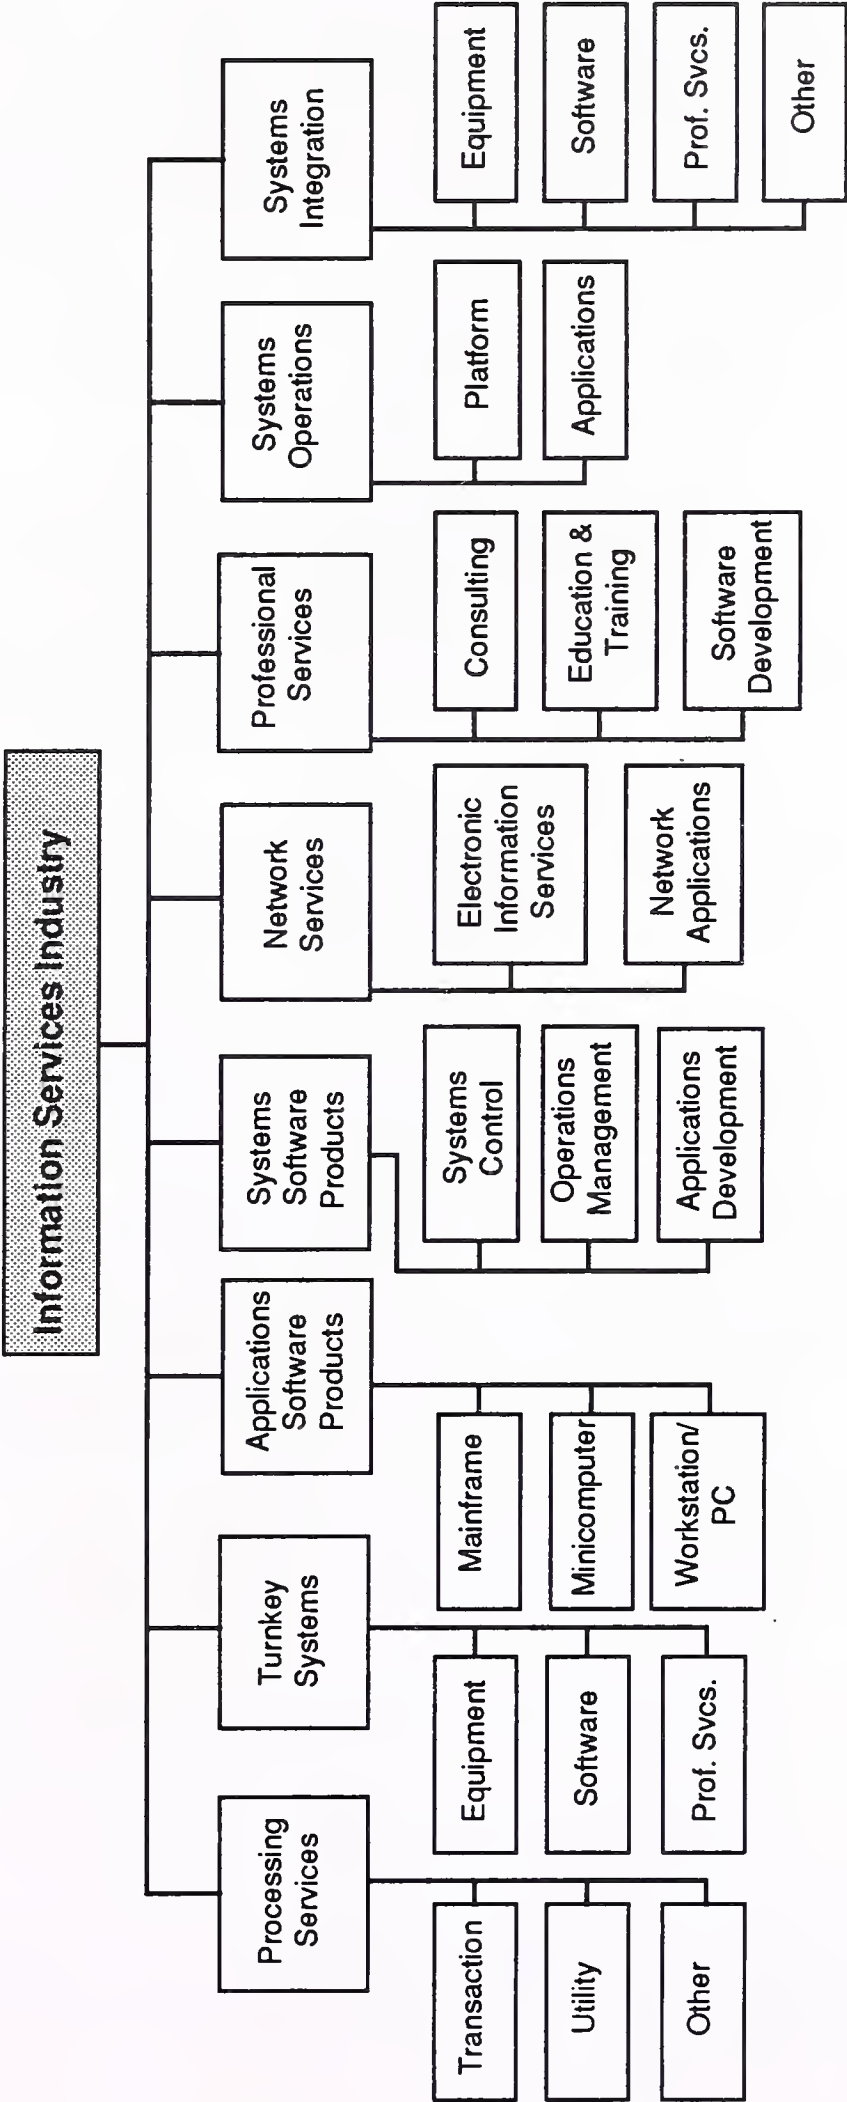 Information Services Industry
Processing
Services
Transaction
Utility
Other
Turnkey
Systems
Equipment
Software
Prof. Svcs.
Applications
Software
Products
Mainframe
Minicomputer
Workstation/
PC
Systems
Software
Products
Systems
Control
Operations
Management
Applications
Development
Network
Services
Electronic
Information
Services
Network
Applications
Professional
Services
Consulting
Education &
Training
Software
Development
Systems
Operations
Platform
Applications
Systems
Integration
Equipment
Software
Prof. Svcs.
Other